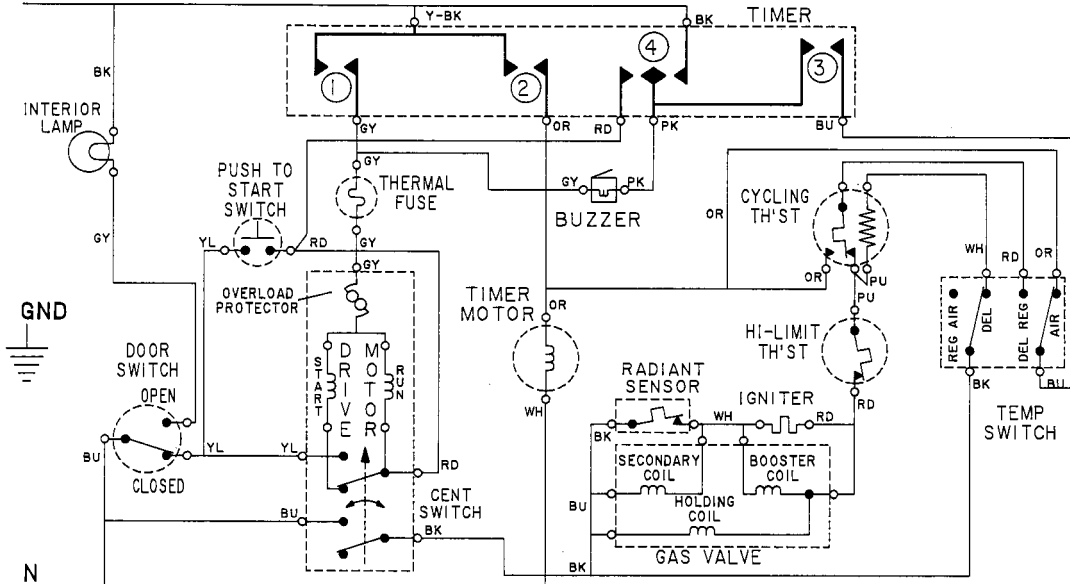 Y-BK
BK
TIMER
4
1
2
3
BK
GY
OR
RD
PK
BU
INTERIOR
LAMP
GY
GY
THERMAL
FUSE
GY
PK
BUZZER
PUSH TO
START
SWITCH
CYCLING
TH'ST
OR
GY
YL
RD
GY
GY
WH
RD
OR
OR
PU
PU
OVERLOAD
PROTECTOR
TIMER
MOTOR
OR
GND
HI-LIMIT
TH'ST
REG AIR
DEL
DEL REG
AIR
DOOR
SWITCH
OPEN
START
DRIVE
MOTOR
RUN
RADIANT
SENSOR
IGNITER
BK
BU
TEMP
SWITCH
WH
WH
RD
RD
BK
BU
YL
YL
RD
CLOSED
SECONDARY
COIL
BOOSTER
COIL
CENT
SWITCH
BU
BU
HOLDING
COIL
BK
GAS VALVE
BK
N